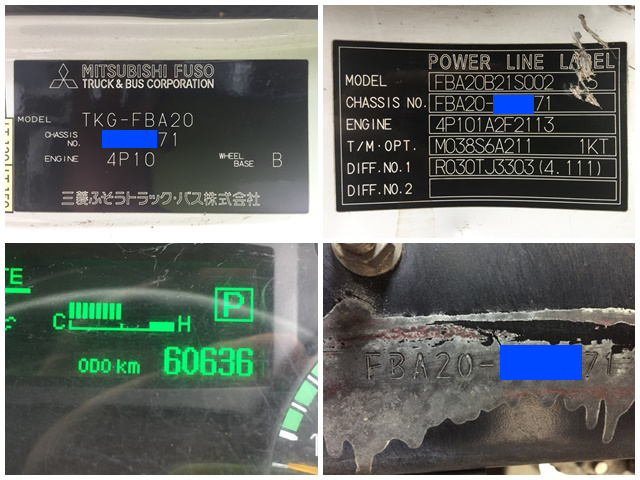 MITSUBISHI FUSO
TRUCK & BUS CORPORATION
MODEL TKG-FBA20
CHASSIS NO. 71
ENGINE 4P10 WHEEL BASE B
三菱ふそうトラック・バス株式会社
POWER LINE LABEL
MODEL FBA20B21S002
CHASSIS NO. FBA20- 71
ENGINE 4P101A2F2113
T/M・OPT. M038S6A211 1KT
DIFF.NO.1 R030TJ3303(4.111)
DIFF.NO.2
TE
C H P
ODO km 60636
FBA20- 71